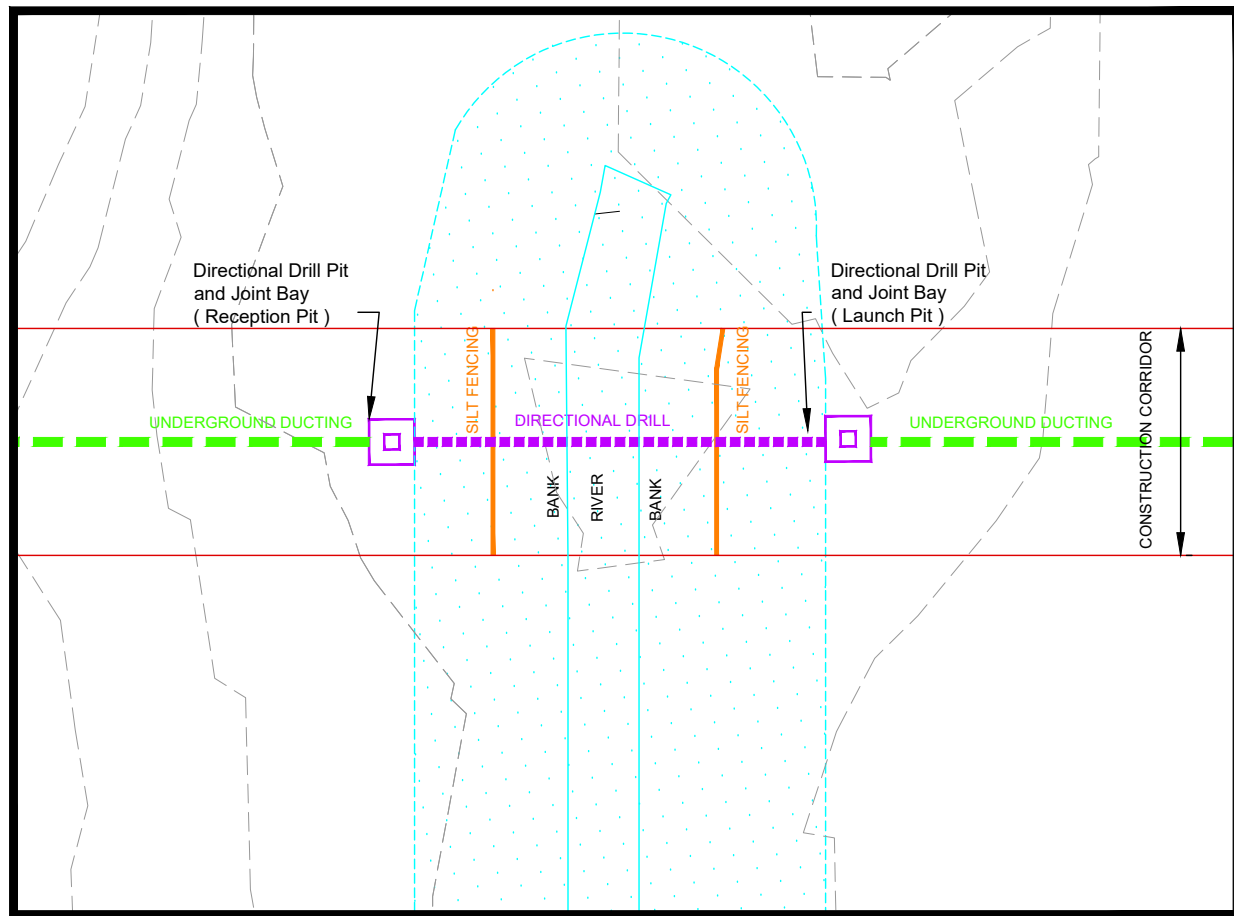 Directional Drill Pit
and Joint Bay
( Reception Pit )
Directional Drill Pit
and Joint Bay
( Launch Pit )
SILT FENCING
SILT FENCING
CONSTRUCTION CORRIDOR
UNDERGROUND DUCTING
DIRECTIONAL DRILL
UNDERGROUND DUCTING
BANK
RIVER
BANK